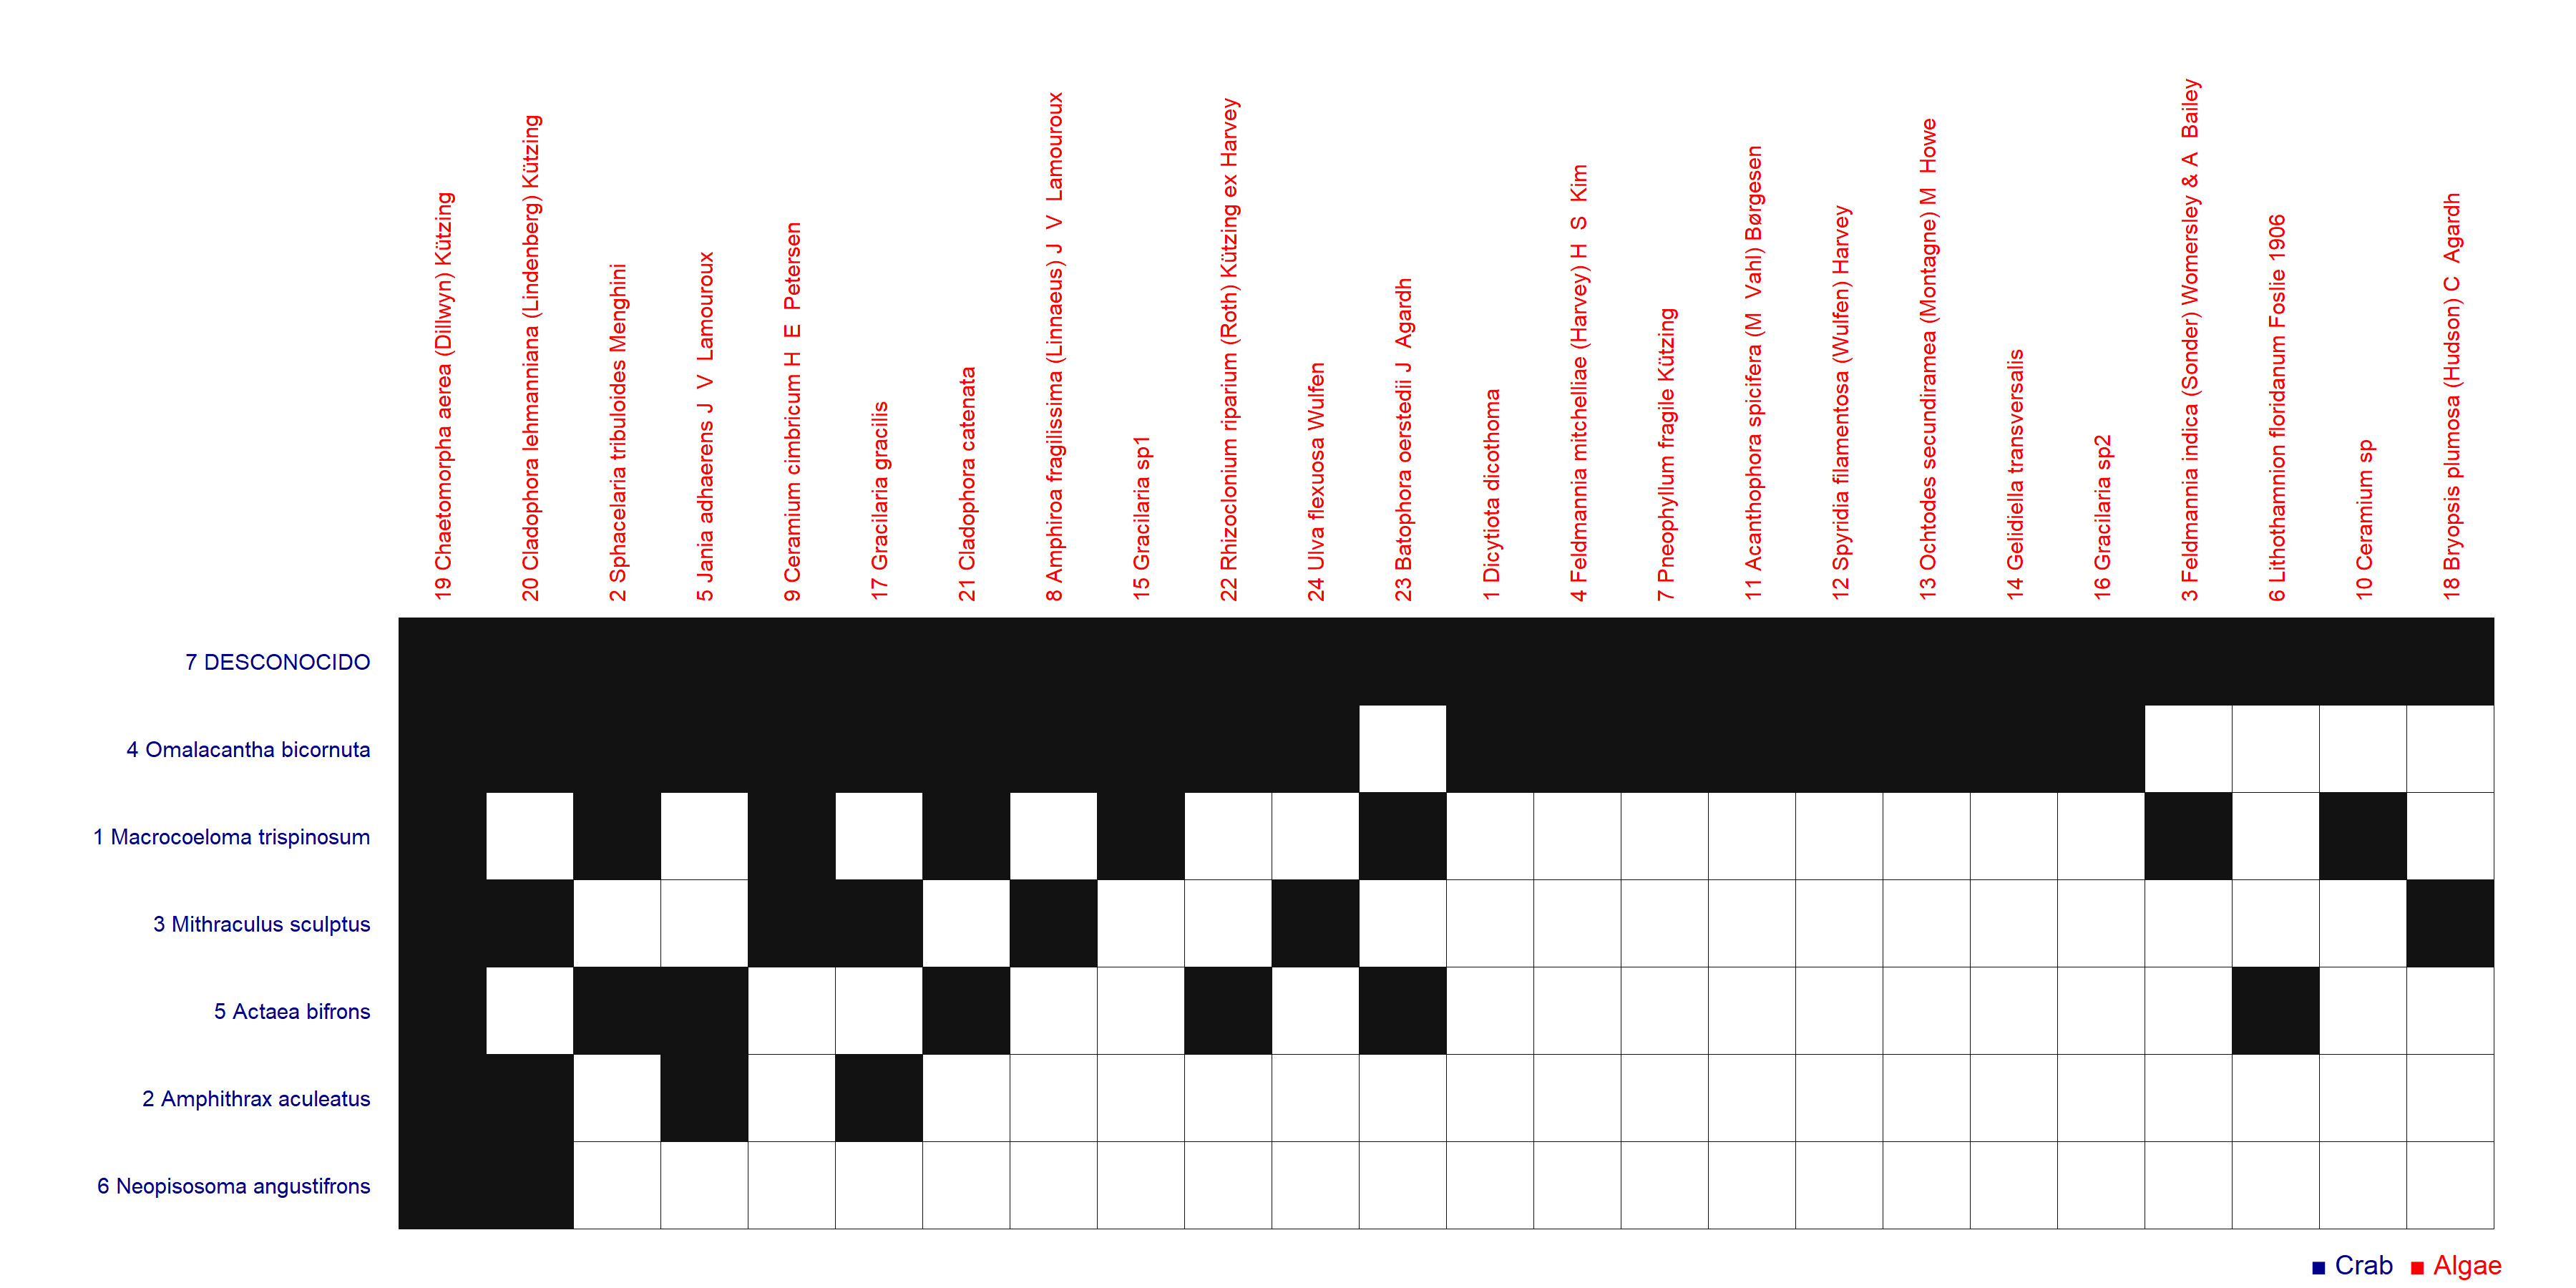 19 Chaetomorpha aerea (Dillwyn) Kützing
20 Cladophora lehmanniana (Lindenberg) Kützing
2 Sphacelaria tribuloides Menghini
5 Jania adhaerens J V Lamouroux
9 Ceramium cimbricum H E Petersen
17 Gracilaria gracilis
21 Cladophora catenata
8 Amphiroa fragilissima (Linnaeus) J V Lamouroux
15 Gracilaria sp1
22 Rhizoclonium riparium (Roth) Kützing ex Harvey
24 Ulva flexuosa Wulfen
23 Batophora oerstedii J Agardh
1 Dicytiota dicothoma
4 Feldmannia mitchelliae (Harvey) H S Kim
7 Pneophyllum fragile Kützing
11 Acanthophora spicifera (M Vahl) Børgesen
12 Spyridia filamentosa (Wulfen) Harvey
13 Ochtodes secundiramea (Montagne) M Howe
14 Gelidiella transversalis
16 Gracilaria sp2
3 Feldmannia indica (Sonder) Womersley & A Bailey
6 Lithothamnion floridanum Foslie 1906
10 Ceramium sp
18 Bryopsis plumosa (Hudson) C Agardh
7 DESCONOCIDO
4 Omalacantha bicornuta
1 Macrocoeloma trispinosum
3 Mithraculus sculptus
5 Actaea bifrons
2 Amphithrax aculeatus
6 Neopisosoma angustifrons
Crab Algae